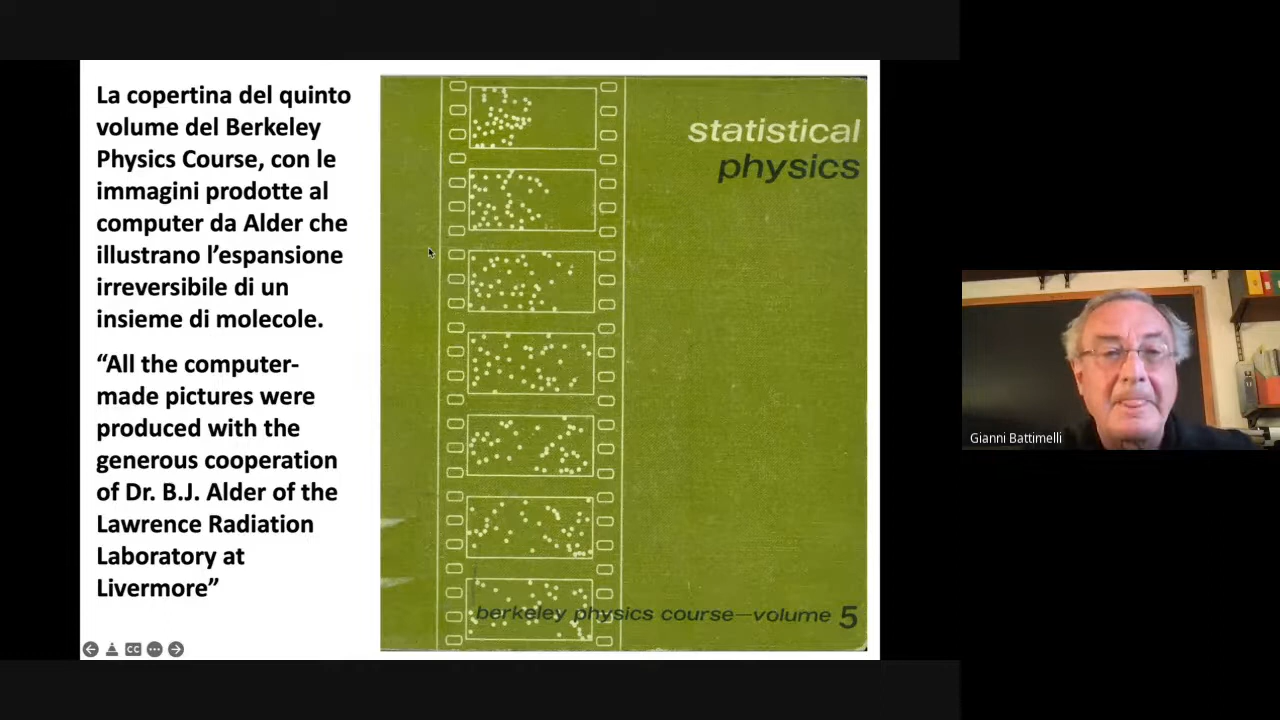 La copertina del quinto
volume del Berkeley
Physics Course, con le
immagini prodotte al
computer da Alder che
illustrano l’espansione
irreversibile di un
insieme di molecole.
“All the computer-
made pictures were
produced with the
generous cooperation
of Dr. B.J. Alder of the
Lawrence Radiation
Laboratory at
Livermore”
statistical
physics
berkeley physics course—volume 5
CC
Gianni Battimelli